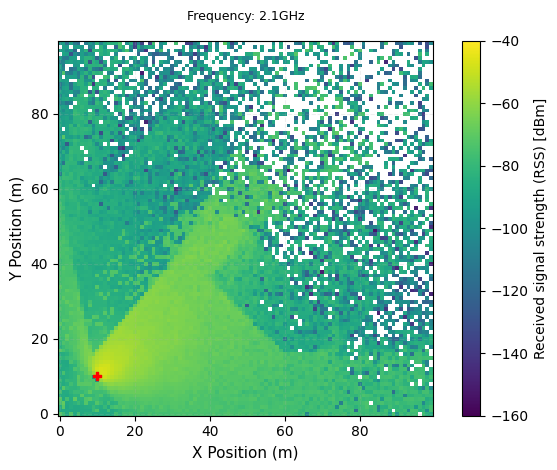 Frequency: 2.1GHz
Y Position (m)
80
60
40
20
0
0 20 40 60 80
X Position (m)
−40
−60
−80
−100
−120
−140
−160
Received signal strength (RSS) [dBm]